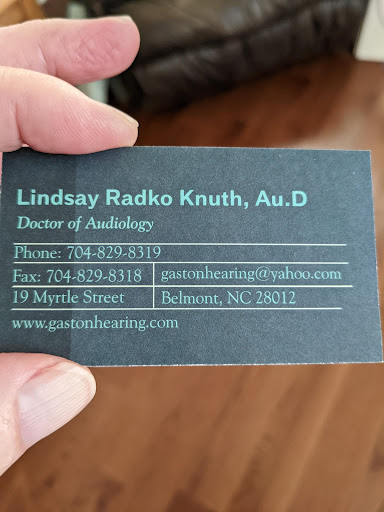 Lindsay Radko Knuth, Au.D
Doctor of Audiology
Phone: 704-829-8319
Fax: 704-829-8318 gastonhearing@yahoo.com
19 Myrtle Street Belmont, NC 28012
www.gastonhearing.com